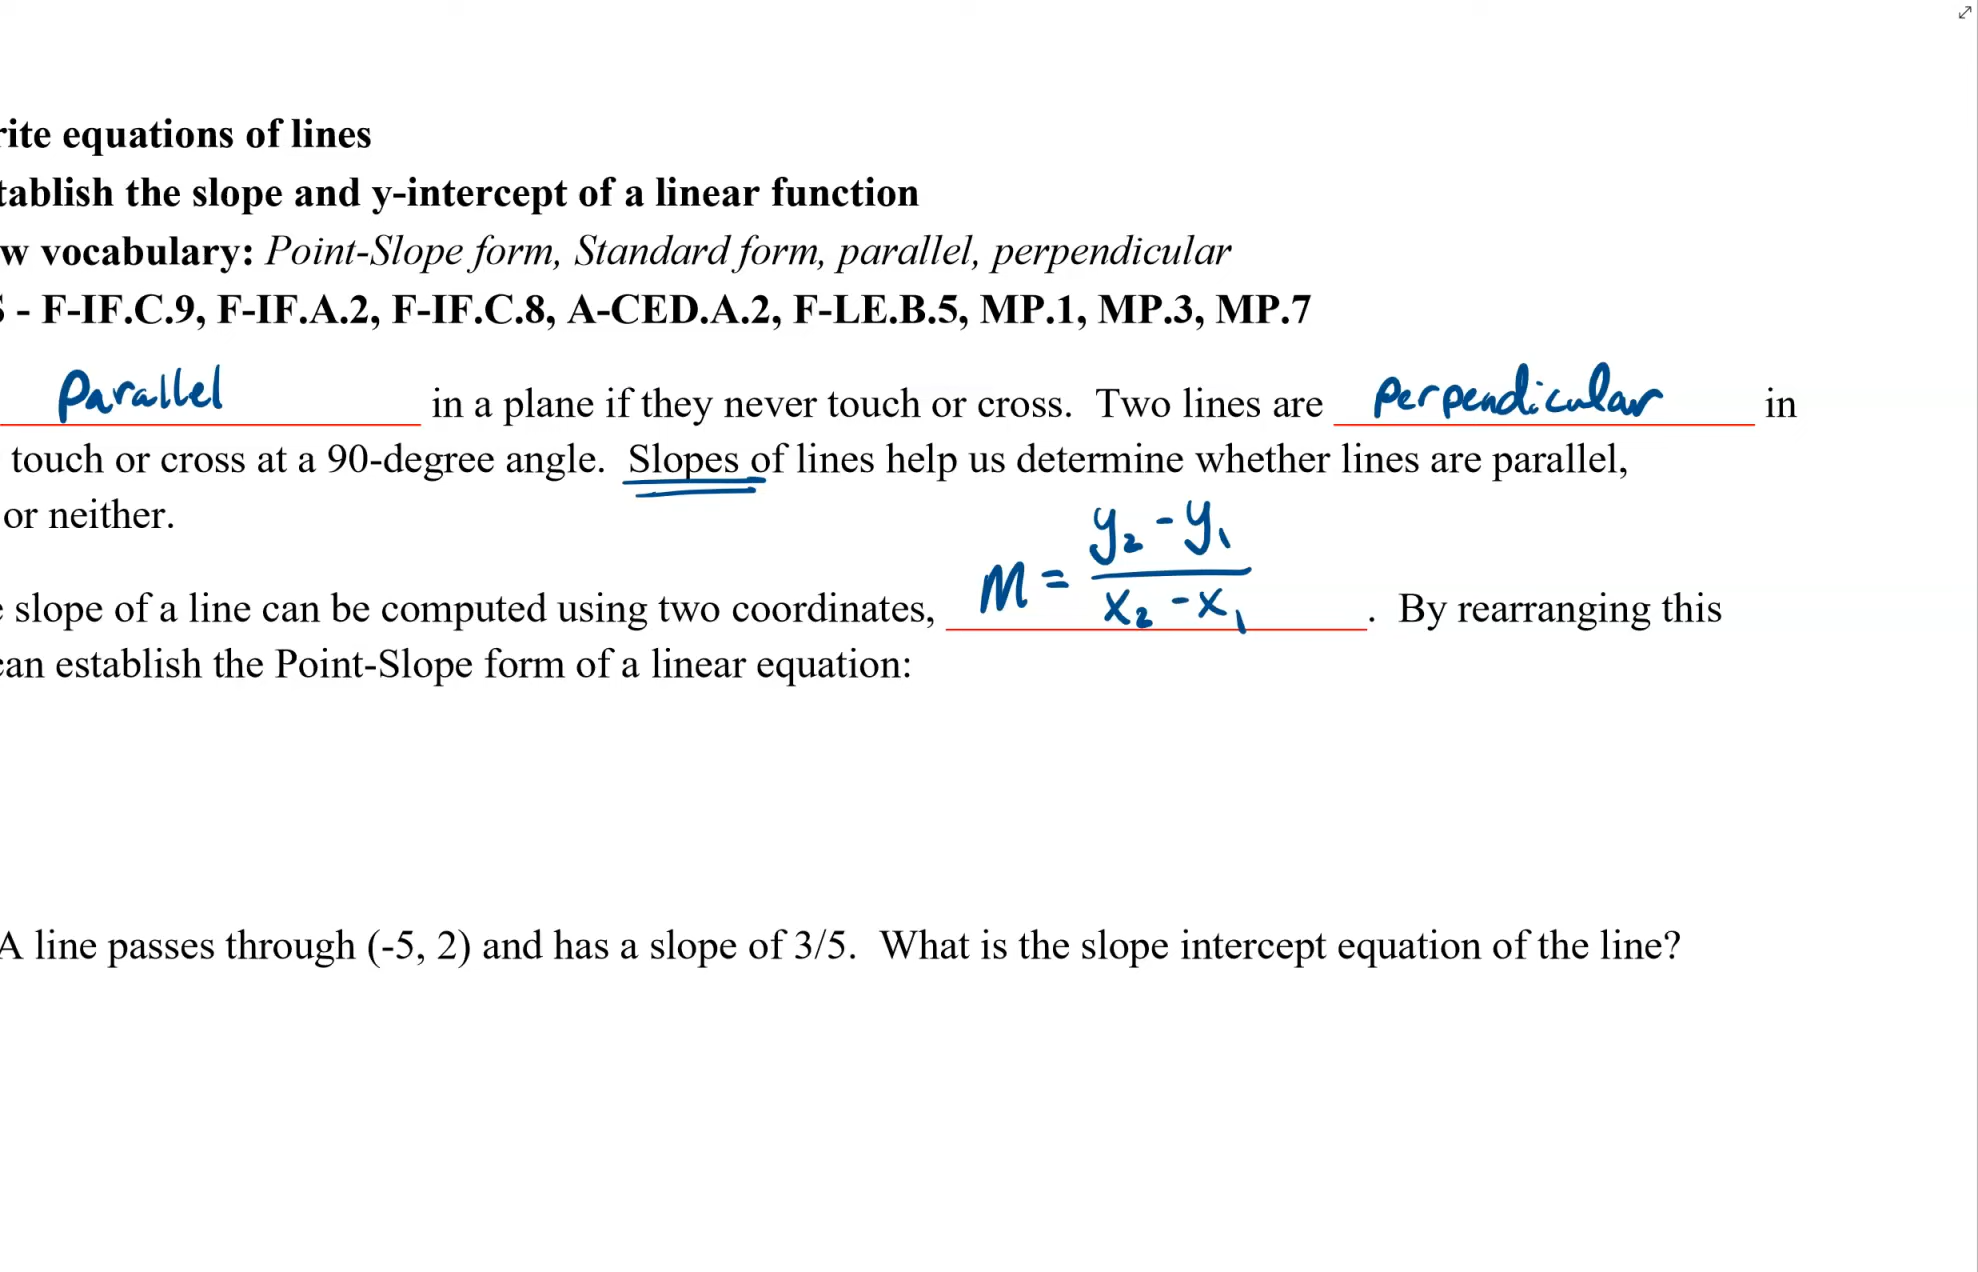 rite equations of lines
tablish the slope and y-intercept of a linear function
w vocabulary: Point-Slope form, Standard form, parallel, perpendicular
- F-IF.C.9, F-IF.A.2, F-IF.C.8, A-CED.A.2, F-LE.B.5, MP.1, MP.3, MP.7
Parallel in a plane if they never touch or cross. Two lines are perpendicular in
touch or cross at a 90-degree angle. Slopes of lines help us determine whether lines are parallel,
or neither.
slope of a line can be computed using two coordinates, m = y₂ - y₁ / x₂ - x₁ . By rearranging this
can establish the Point-Slope form of a linear equation:
A line passes through (-5, 2) and has a slope of 3/5. What is the slope intercept equation of the line?